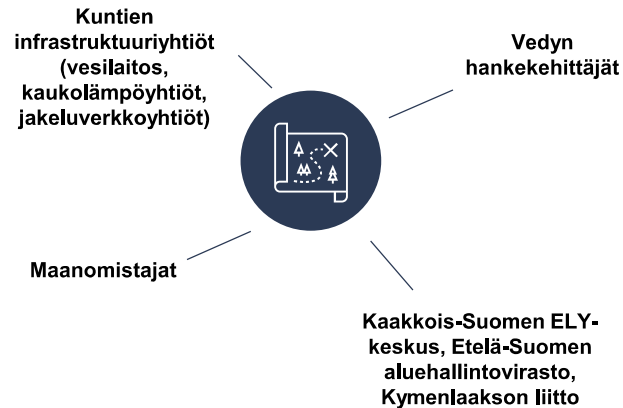 Kuntien
infrastruktuuriyhtiöt
(vesilaitos,
kaukolämpöyhtiöt,
jakeluverkkoyhtiöt)
Vedyn
hankekehittäjät
Maanomistajat
Kaakkois-Suomen ELY-
keskus, Etelä-Suomen
aluehallintovirasto,
Kymenlaakson liitto